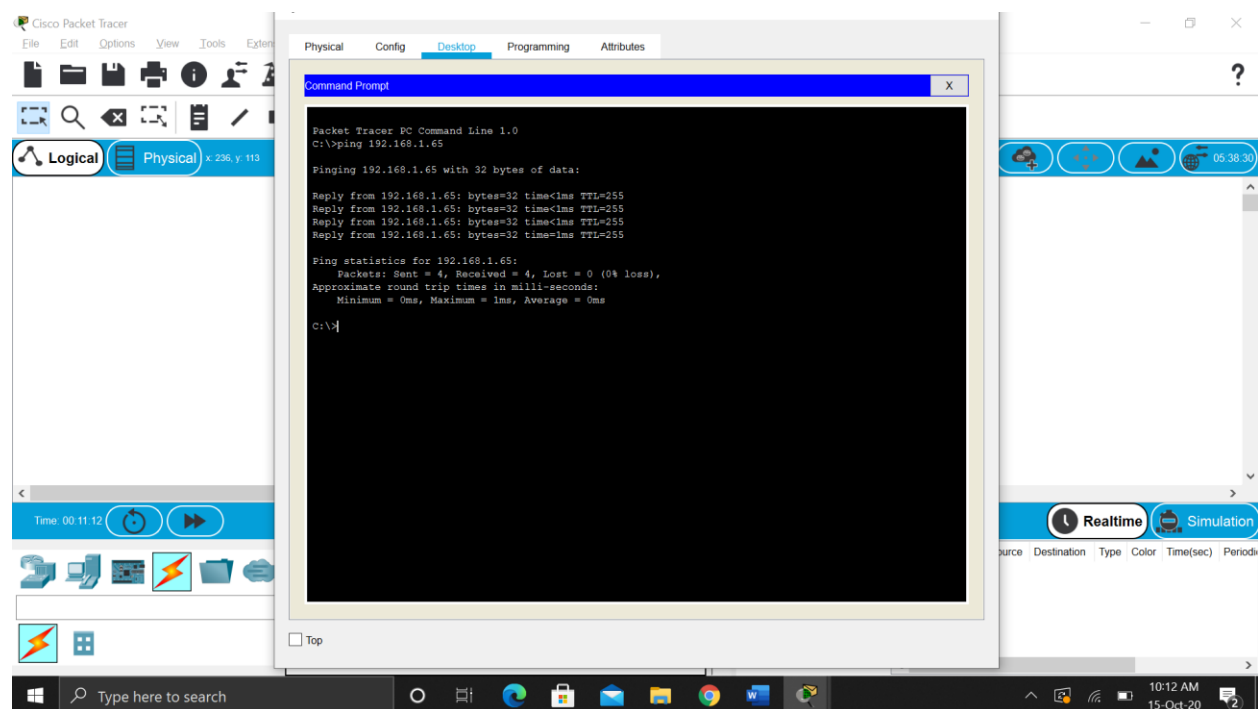 Cisco Packet Tracer
File Edit Options View Tools Exten
Physical Config Desktop Programming Attributes
?
Command Prompt X
Packet Tracer PC Command Line 1.0
C:\>ping 192.168.1.65
Pinging 192.168.1.65 with 32 bytes of data:
Reply from 192.168.1.65: bytes=32 time<1ms TTL=255
Reply from 192.168.1.65: bytes=32 time<1ms TTL=255
Reply from 192.168.1.65: bytes=32 time<1ms TTL=255
Reply from 192.168.1.65: bytes=32 time=1ms TTL=255
Ping statistics for 192.168.1.65:
Packets: Sent = 4, Received = 4, Lost = 0 (0% loss),
Approximate round trip times in milli-seconds:
Minimum = 0ms, Maximum = 1ms, Average = 0ms
C:\>
Logical Physical x: 236, y: 113
05:38:30
Time: 00:11:12
Realtime Simulation
ource Destination Type Color Time(sec) Periodi
Top
Type here to search
10:12 AM
15-Oct-20
2